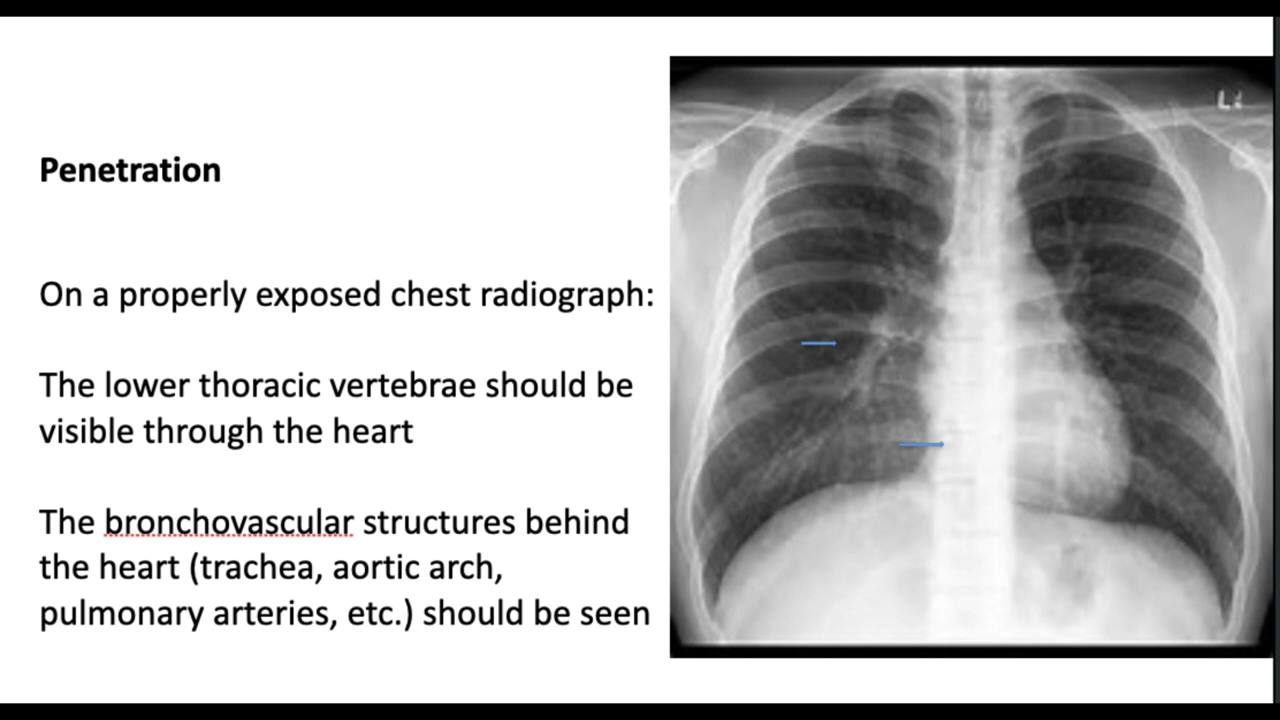 Penetration
On a properly exposed chest radiograph:
The lower thoracic vertebrae should be
visible through the heart
The bronchovascular structures behind
the heart (trachea, aortic arch,
pulmonary arteries, etc.) should be seen